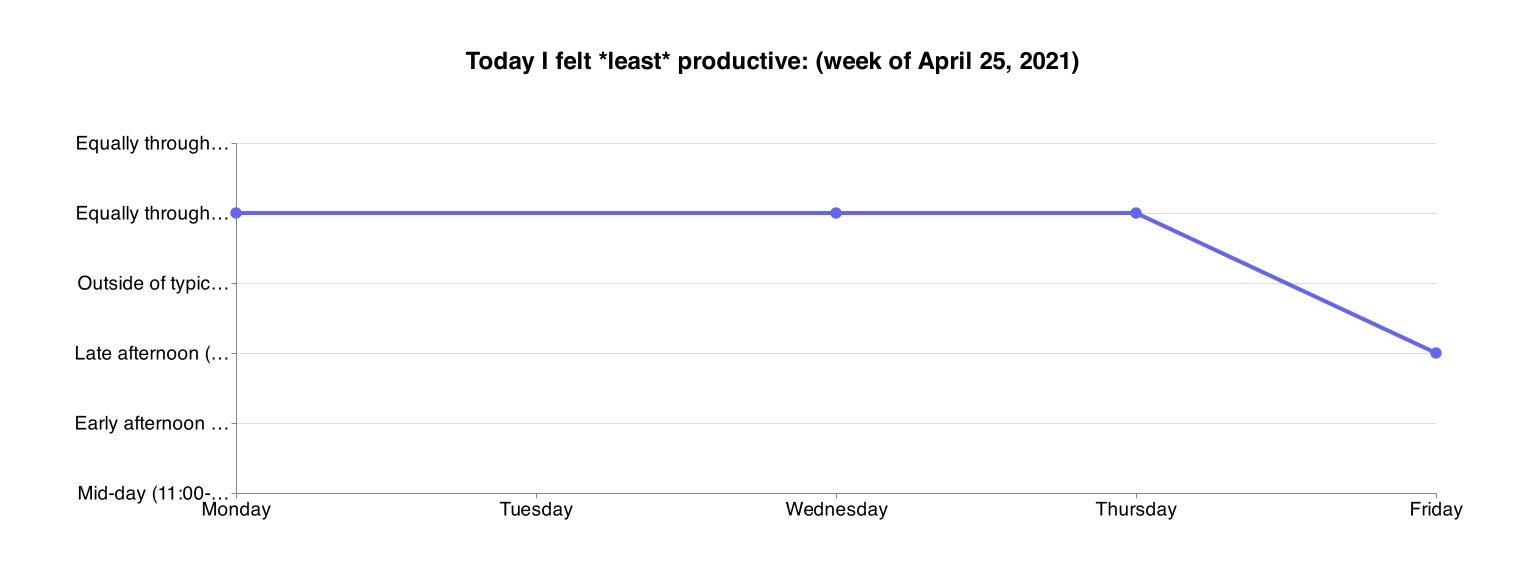 Today I felt *least* productive: (week of April 25, 2021)
Equally through…
Equally through…
Outside of typic…
Late afternoon (…
Early afternoon …
Mid-day (11:00-…
Monday Tuesday Wednesday Thursday Friday